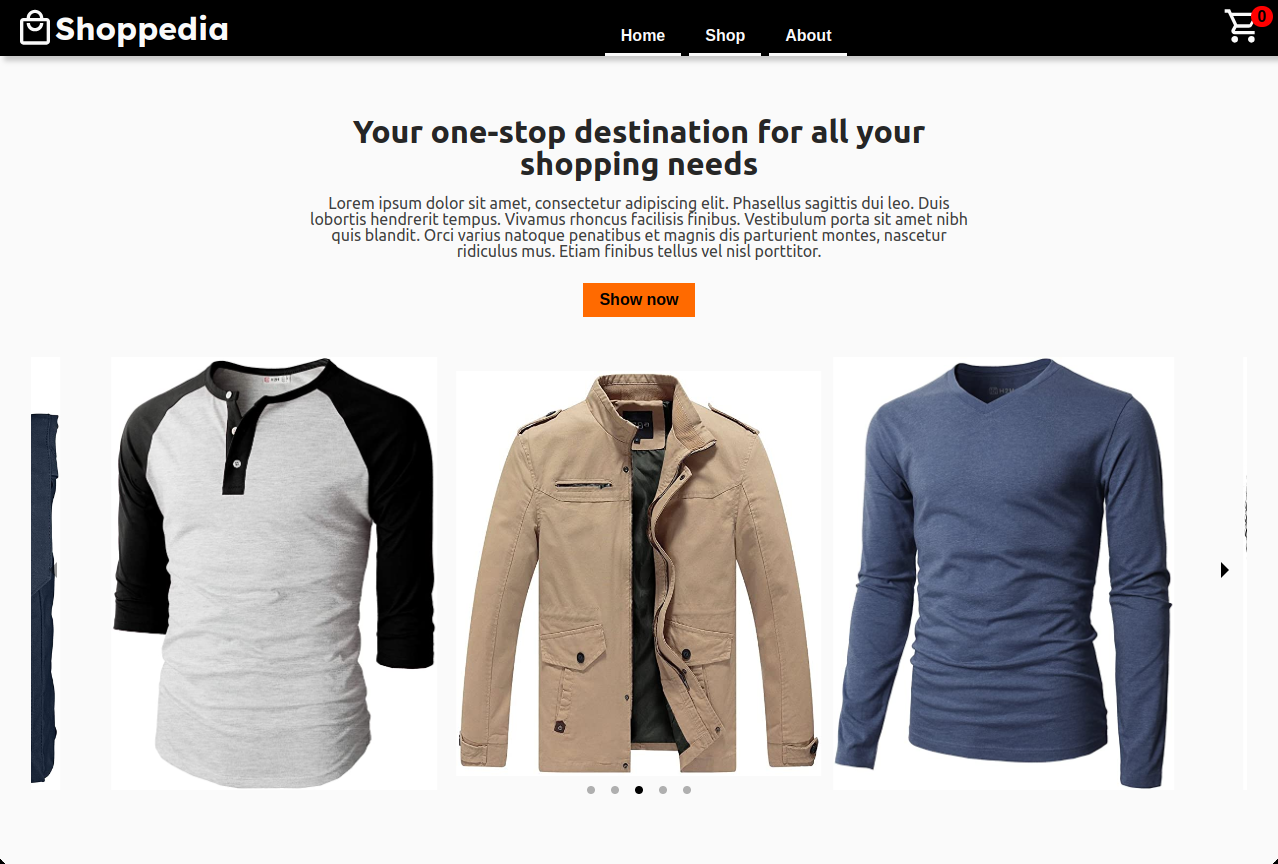 Shoppedia
Home
Shop
About
0
Your one-stop destination for all your
shopping needs
Lorem ipsum dolor sit amet, consectetur adipiscing elit. Phasellus sagittis dui leo. Duis
lobortis hendrerit tempus. Vivamus rhoncus facilisis finibus. Vestibulum porta sit amet nibh
quis blandit. Orci varius natoque penatibus et magnis dis parturient montes, nascetur
ridiculus mus. Etiam finibus tellus vel nisl porttitor.
Show now